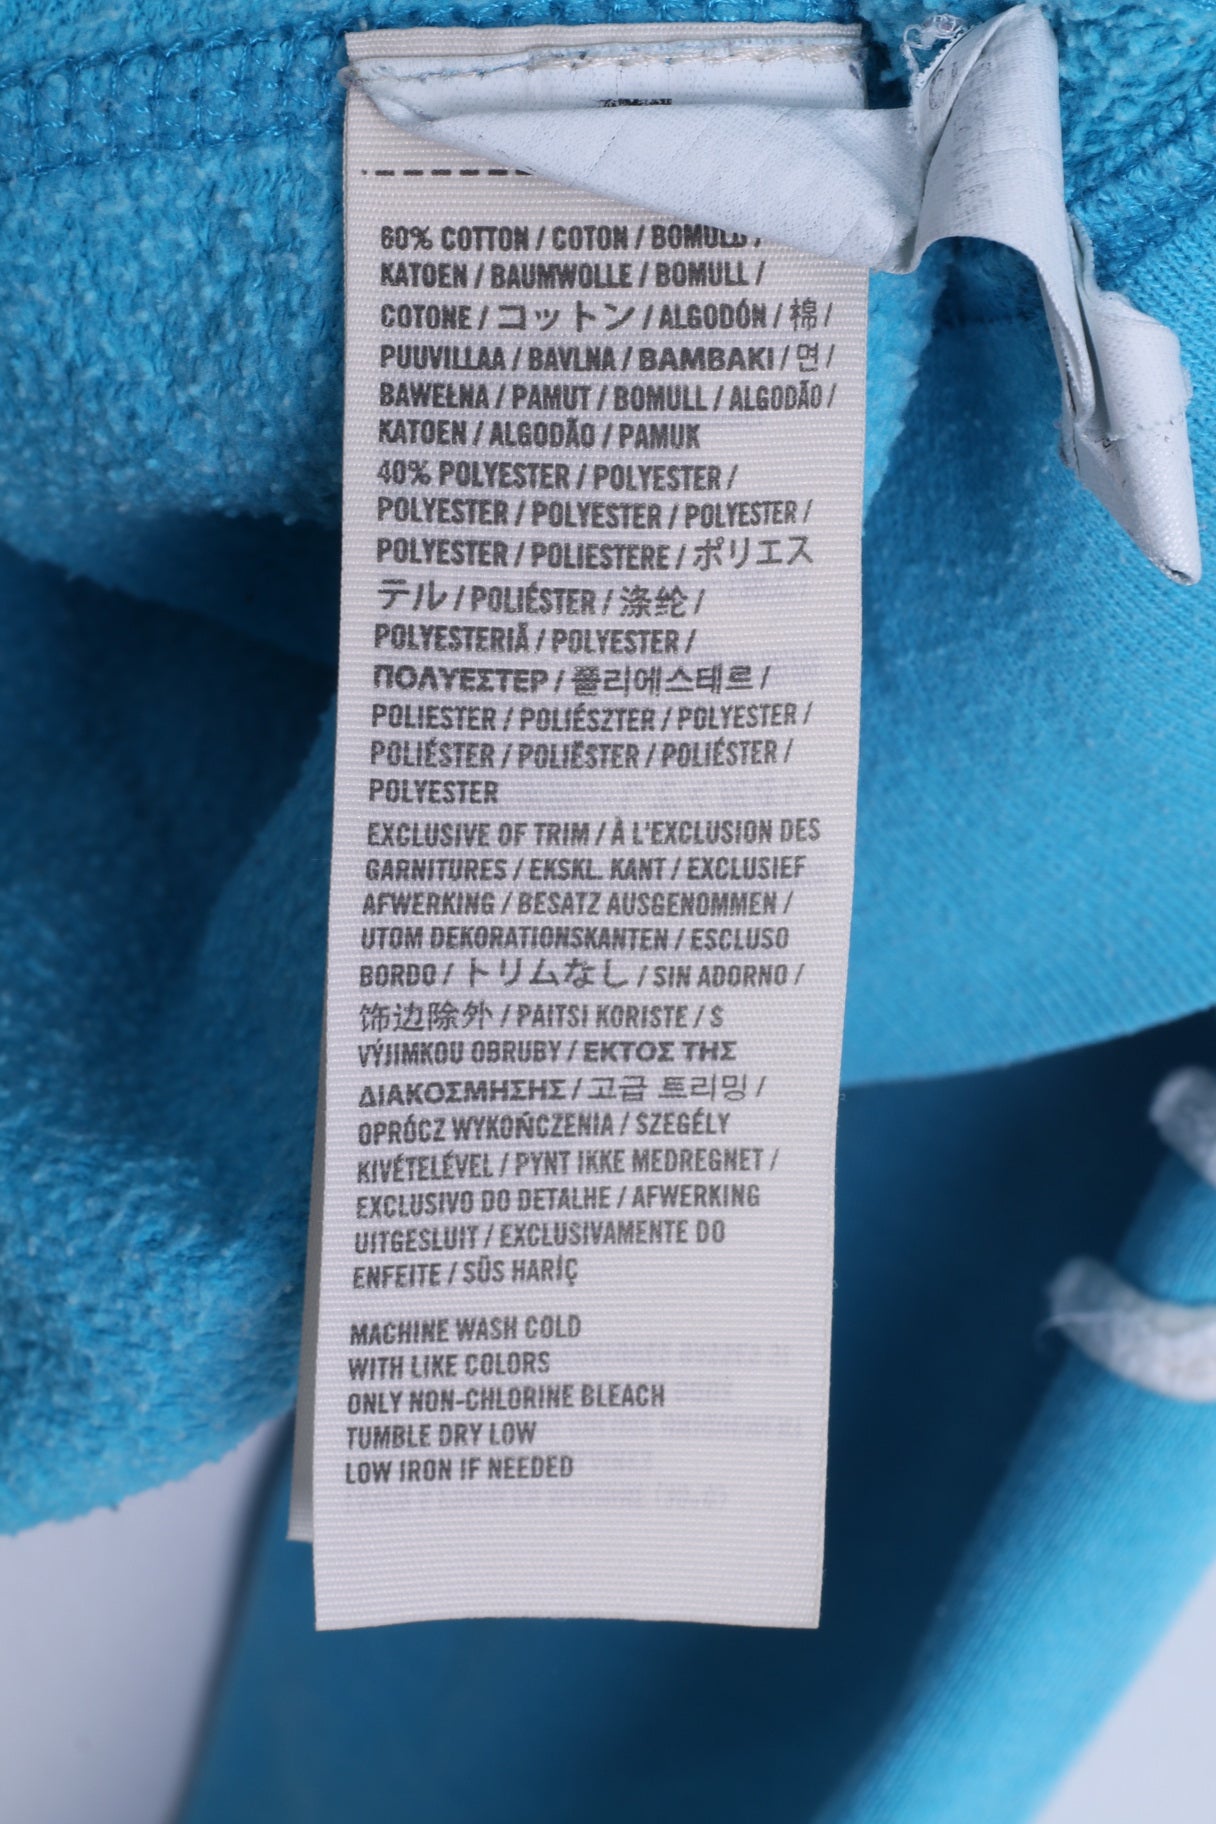 60% COTTON / COTON / BOMULD /
KATOEN / BAUMWOLLE / BOMULL /
COTONE / コットン / ALGODÓN / 棉 /
PUUVILLAA / BAVLNA / BAMBAKI / 면 /
BAWEŁNA / PAMUT / BOMULL / ALGODÃO /
KATOEN / ALGODÃO / PAMUK
40% POLYESTER / POLYESTER /
POLYESTER / POLYESTER / POLYESTER /
POLYESTER / POLIESTERE / ポリエス
テル / POLIÉSTER / 涤纶 /
POLYESTERIÄ / POLYESTER /
ΠΟΛΥΕΣΤΕΡ / 폴리에스테르 /
POLIESTER / POLIÉSZTER / POLYESTER /
POLIÉSTER / POLIËSTER / POLIÉSTER /
POLYESTER
EXCLUSIVE OF TRIM / À L'EXCLUSION DES
GARNITURES / EKSKL. KANT / EXCLUSIEF
AFWERKING / BESATZ AUSGENOMMEN /
UTOM DEKORATIONSKANTEN / ESCLUSO
BORDO / トリムなし / SIN ADORNO /
饰边除外 / PAITSI KORISTE / S
VÝJIMKOU OBRUBY / ΕΚΤΟΣ ΤΗΣ
ΔΙΑΚΟΣΜΗΣΗΣ / 고급 트리밍 /
OPRÓCZ WYKOŃCZENIA / SZEGÉLY
KIVÉTELÉVEL / PYNT IKKE MEDREGNET /
EXCLUSIVO DO DETALHE / AFWERKING
UITGESLUIT / EXCLUSIVAMENTE DO
ENFEITE / SÜS HARİÇ
MACHINE WASH COLD
WITH LIKE COLORS
ONLY NON-CHLORINE BLEACH
TUMBLE DRY LOW
LOW IRON IF NEEDED